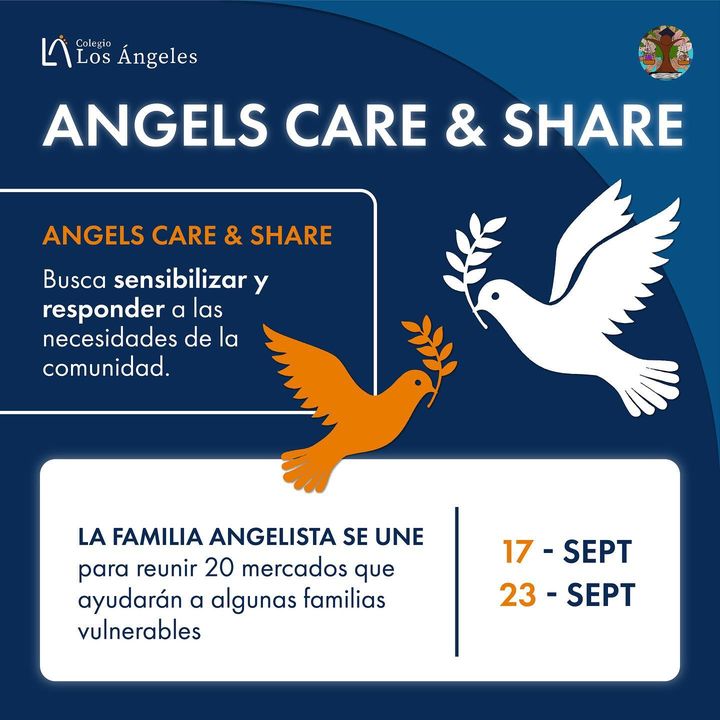 Colegio
Los Ángeles
ANGELS CARE & SHARE
ANGELS CARE & SHARE
Busca sensibilizar y
responder a las
necesidades de la
comunidad.
LA FAMILIA ANGELISTA SE UNE
para reunir 20 mercados que
ayudarán a algunas familias
vulnerables
17 - SEPT
23 - SEPT